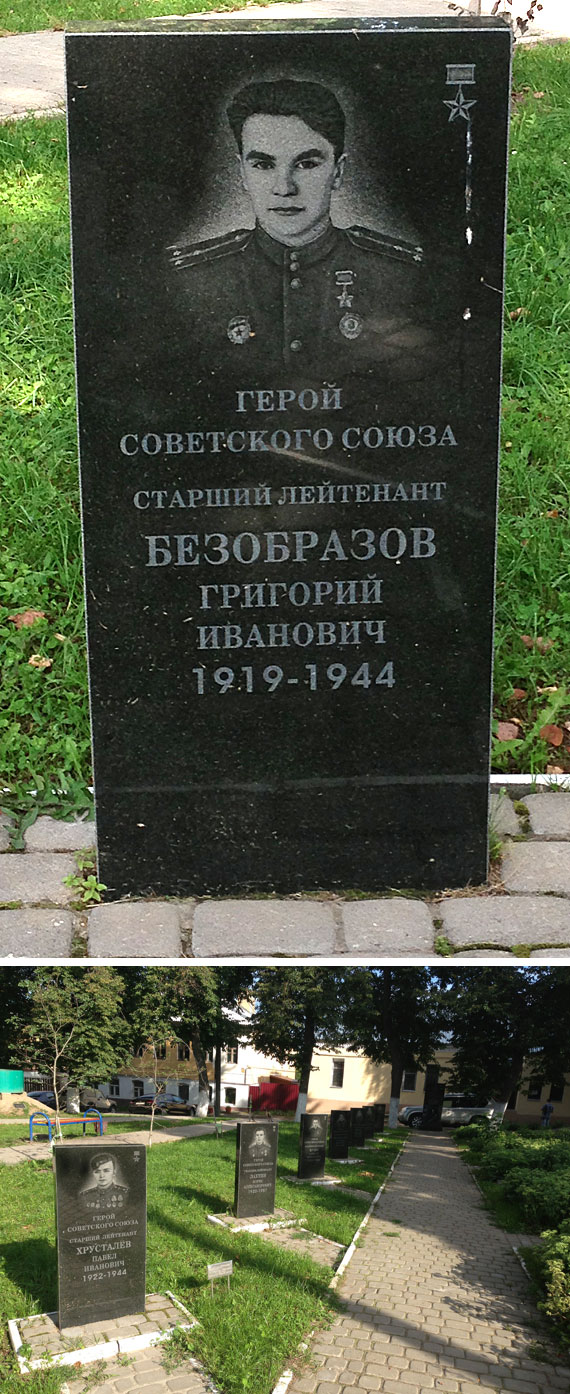 ГЕРОЙ
СОВЕТСКОГО СОЮЗА
СТАРШИЙ ЛЕЙТЕНАНТ
БЕЗОБРАЗОВ
ГРИГОРИЙ
ИВАНОВИЧ
1919-1944
ГЕРОЙ
СОВЕТСКОГО СОЮЗА
СТАРШИЙ ЛЕЙТЕНАНТ
ХРУСТАЛЁВ
ПАВЕЛ
ИВАНОВИЧ
1922-1944
ГЕРОЙ